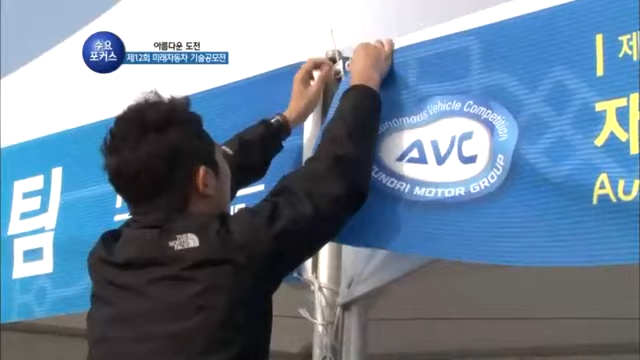 수요
포커스
아름다운 도전
제12회 미래자동차 기술공모전
제
자
Au
Autonomous Vehicle Competition
AVC
HYUNDAI MOTOR GROUP
팀
THE
NORTH
FACE